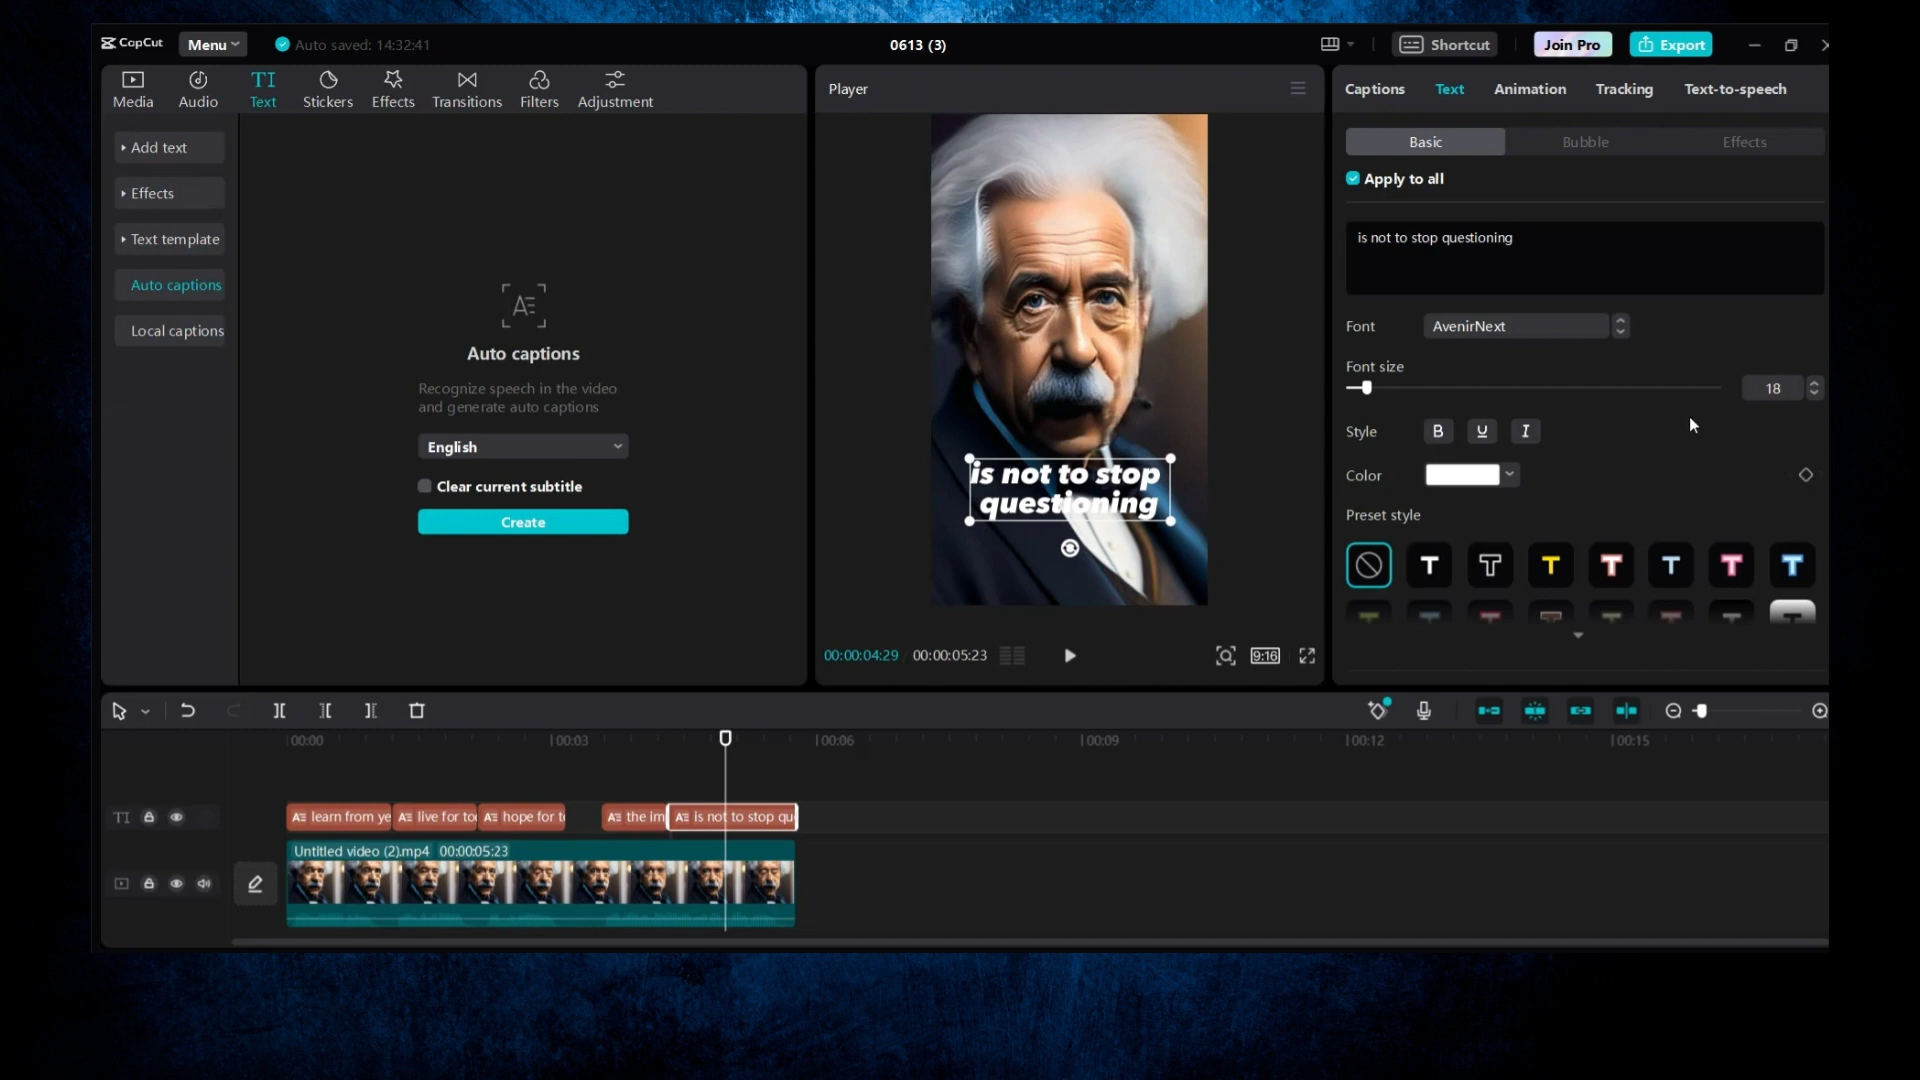 CapCut
Menu
Auto saved: 14:32:41
0613 (3)
Shortcut
Join Pro
Export
Media
Audio
TI
Text
Stickers
Effects
Transitions
Filters
Adjustment
Player
Captions
Text
Animation
Tracking
Text-to-speech
Add text
Effects
Text template
Auto captions
Local captions
Auto captions
Recognize speech in the video
and generate auto captions
English
Clear current subtitle
Create
is not to stop
questioning
00:00:04:29
00:00:05:23
9:16
Basic
Bubble
Effects
Apply to all
is not to stop questioning
Font
AvenirNext
Font size
18
Style
B
U
I
Color
Preset style
T T T T T T T
00:00
00:03
00:06
00:09
00:12
00:15
TI
A learn from ye
A live for to
A hope for t
A the im
A is not to stop qu
Untitled video (2).mp4 00:00:05:23